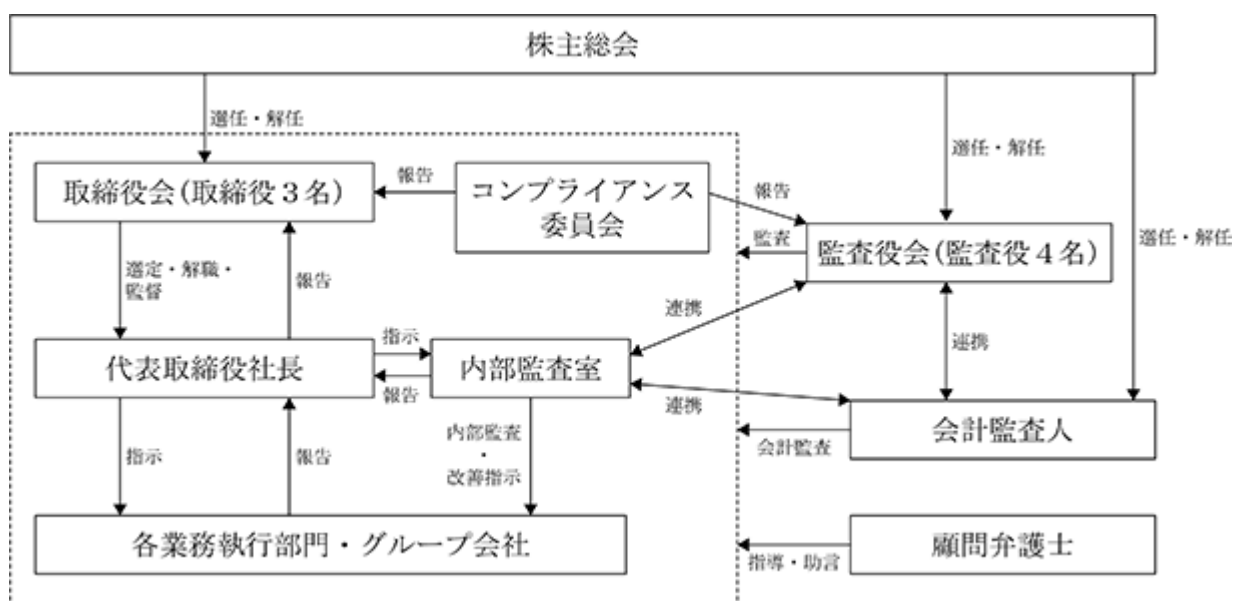 株主総会
選任・解任
選任・解任
選任・解任
取締役会(取締役3名)
報告
コンプライアンス
委員会
報告
監査
監査役会(監査役4名)
選定・解職・
監督
報告
連携
連携
代表取締役社長
指示
報告
内部監査室
連携
会計監査人
会計監査
指示
報告
内部監査
・
改善指示
各業務執行部門・グループ会社
顧問弁護士
指導・助言